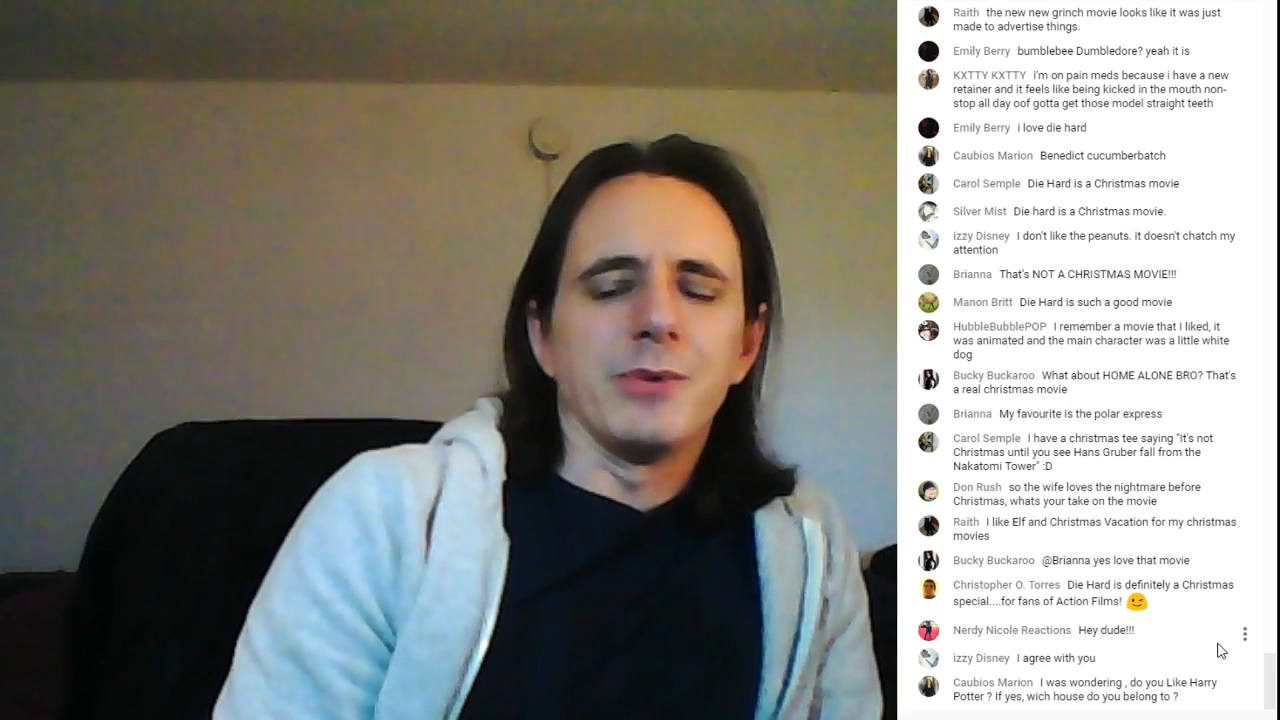 Raith the new new grinch movie looks like it was just
made to advertise things.
Emily Berry bumblebee Dumbledore? yeah it is
KXTTY KXTTY i'm on pain meds because i have a new
retainer and it feels like being kicked in the mouth non-
stop all day oof gotta get those model straight teeth
Emily Berry i love die hard
Caubios Marion Benedict cucumberbatch
Carol Semple Die Hard is a Christmas movie
Silver Mist Die hard is a Christmas movie.
izzy Disney I don't like the peanuts. it doesn't chatch my
attention
Brianna That's NOT A CHRISTMAS MOVIE!!!
Manon Britt Die Hard is such a good movie
HubbleBubblePOP I remember a movie that I liked, it
was animated and the main character was a little white
dog
Bucky Buckaroo What about HOME ALONE BRO? That's
a real christmas movie
Brianna My favourite is the polar express
Carol Semple I have a christmas tee saying "It's not
Christmas until you see Hans Gruber fall from the
Nakatomi Tower" :D
Don Rush so the wife loves the nightmare before
Christmas, whats your take on the movie
Raith I like Elf and Christmas Vacation for my christmas
movies
Bucky Buckaroo @Brianna yes love that movie
Christopher O. Torres Die Hard is definitely a Christmas
special....for fans of Action Films! 😉
Nerdy Nicole Reactions Hey dude!!!
izzy Disney I agree with you
Caubios Marion I was wondering , do you Like Harry
Potter ? If yes, wich house do you belong to ?